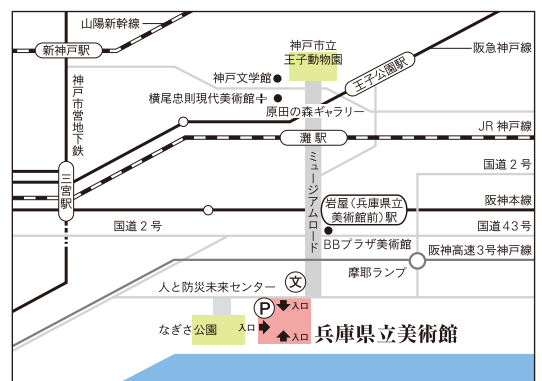 山陽新幹線
新神戸駅
神戸市立
王子動物園
阪急神戸線
神戸文学館
王子公園駅
神戸市営地下鉄
横尾忠則現代美術館
原田の森ギャラリー
JR 神戸線
灘 駅
ミュージアムロード
国道 2 号
三宮駅
岩屋（兵庫県立
美術館前）駅
阪神本線
国道 2 号
国道 43 号
BBプラザ美術館
阪神高速3号神戸線
摩耶ランプ
人と防災未来センター
文
P
入口
なぎさ公園
入口
入口
兵庫県立美術館